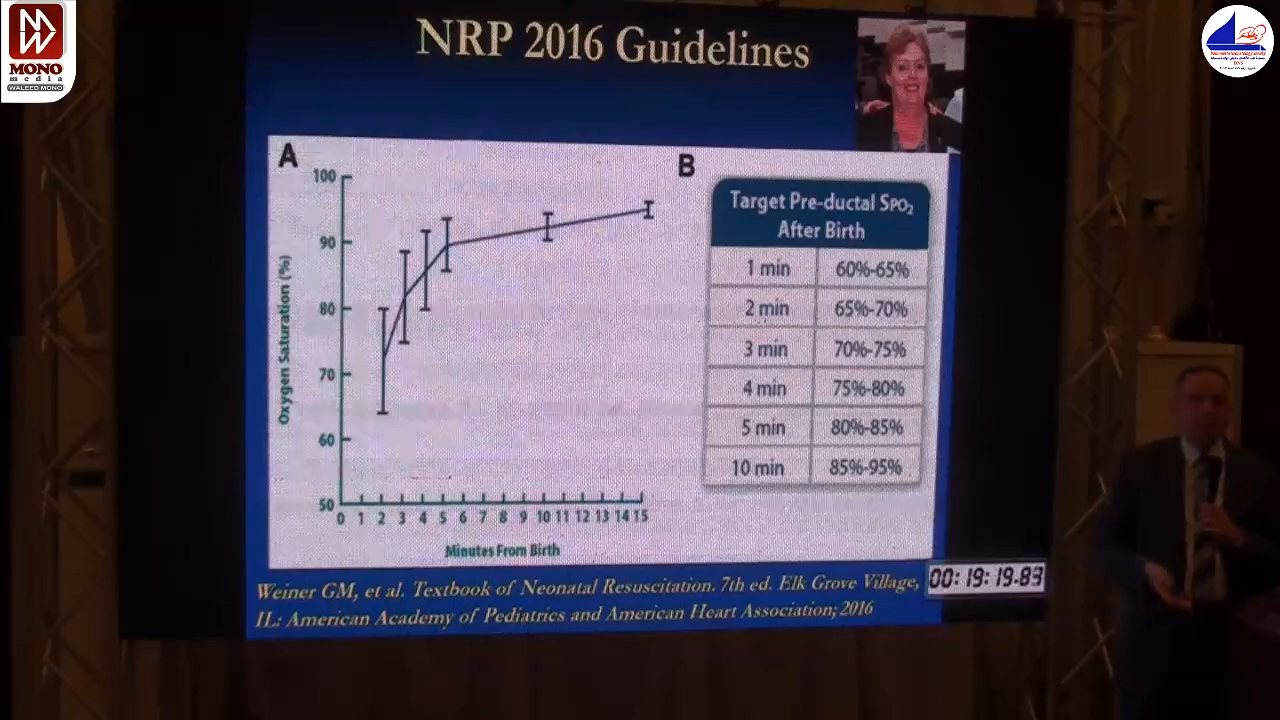 MONO
media
WALEED MONO
DNS
NRP 2016 Guidelines
A
100
90
80
70
60
50
Oxygen Saturation (%)
0 1 2 3 4 5 6 7 8 9 10 11 12 13 14 15
Minutes From Birth
B
Target Pre-ductal SPO₂
After Birth
1 min 60%-65%
2 min 65%-70%
3 min 70%-75%
4 min 75%-80%
5 min 80%-85%
10 min 85%-95%
Weiner GM, et al. Textbook of Neonatal Resuscitation. 7th ed. Elk Grove Village,
IL: American Academy of Pediatrics and American Heart Association; 2016
00:19:19.83